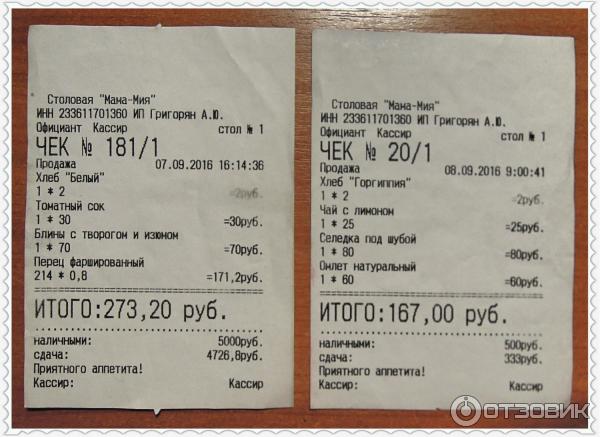 Столовая "Мама-Мия"
ИНН 233611701360 ИП Григорян А.Ю.
Официант Кассир стол № 1
ЧЕК № 181/1
Продажа 07.09.2016 16:14:36
Хлеб "Белый"
1 * 2 =2руб.
Томатный сок
1 * 30 =30руб.
Блины с творогом и изюном
1 * 70 =70руб.
Перец фаршированный
214 * 0,8 =171,2руб.
ИТОГО:273,20 руб.
наличными: 5000руб.
сдача: 4726,8руб.
Приятного аппетита!
Кассир: Кассир
Столовая "Мама-Мия"
ИНН 233611701360 ИП Григорян А.Ю.
Официант Кассир стол № 1
ЧЕК № 20/1
Продажа 08.09.2016 9:00:41
Хлеб "Горгиппия"
1 * 2 =2руб.
Чай с лимоном
1 * 25 =25руб.
Селедка под шубой
1 * 80 =80руб.
Омлет натуральный
1 * 60 =60руб.
ИТОГО:167,00 руб.
наличными: 500руб.
сдача: 333руб.
Приятного аппетита!
Кассир: Кассир
ОТЗОВИК